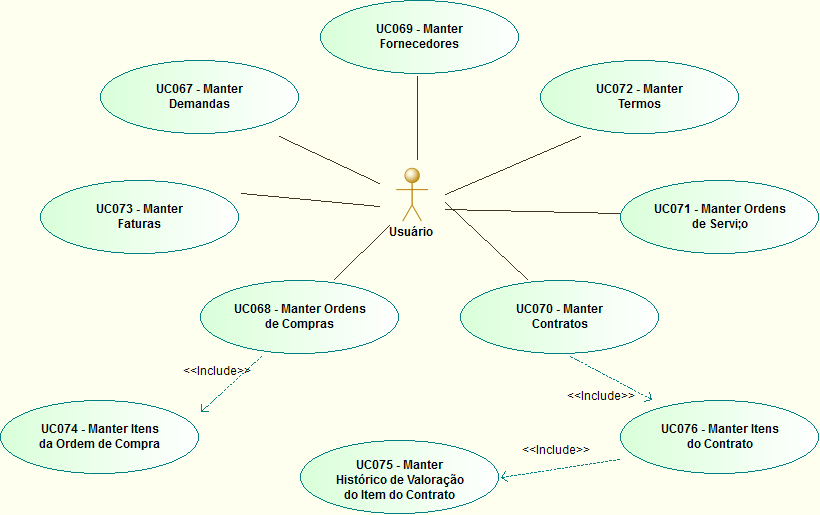 UC069 - Manter
Fornecedores
UC067 - Manter
Demandas
UC072 - Manter
Termos
UC073 - Manter
Faturas
UC071 - Manter Ordens
de Servi;o
Usuário
UC068 - Manter Ordens
de Compras
UC070 - Manter
Contratos
<<Include>>
<<Include>>
UC074 - Manter Itens
da Ordem de Compra
UC076 - Manter Itens
do Contrato
<<Include>>
UC075 - Manter
Histórico de Valoração
do Item do Contrato